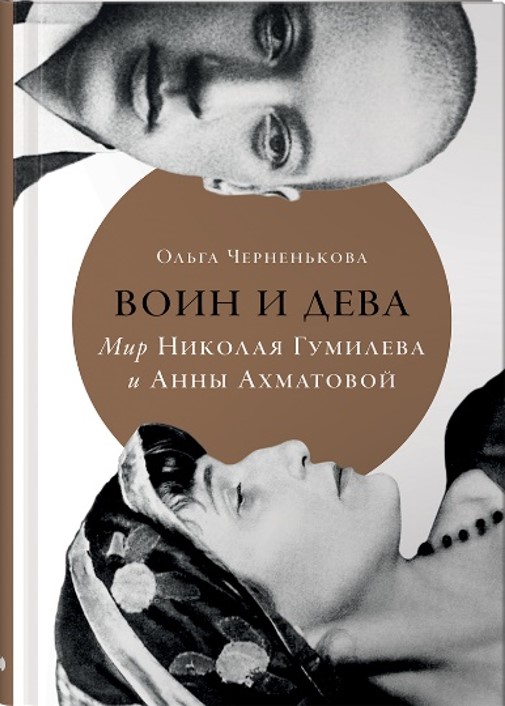 Ольга Черненькова
ВОИН И ДЕВА
Мир Николая Гумилева
и Анны Ахматовой